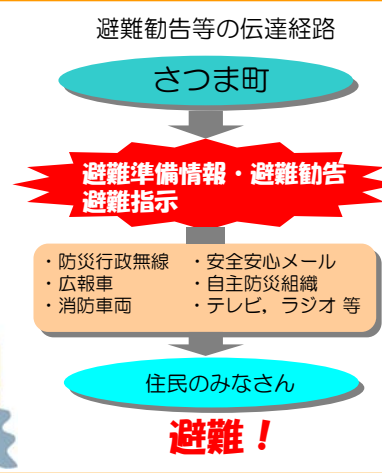 避難勧告等の伝達経路
さつま町
避難準備情報・避難勧告
避難指示
・防災行政無線　・安全安心メール
・広報車　・自主防災組織
・消防車両　・テレビ，ラジオ 等
住民のみなさん
避難！